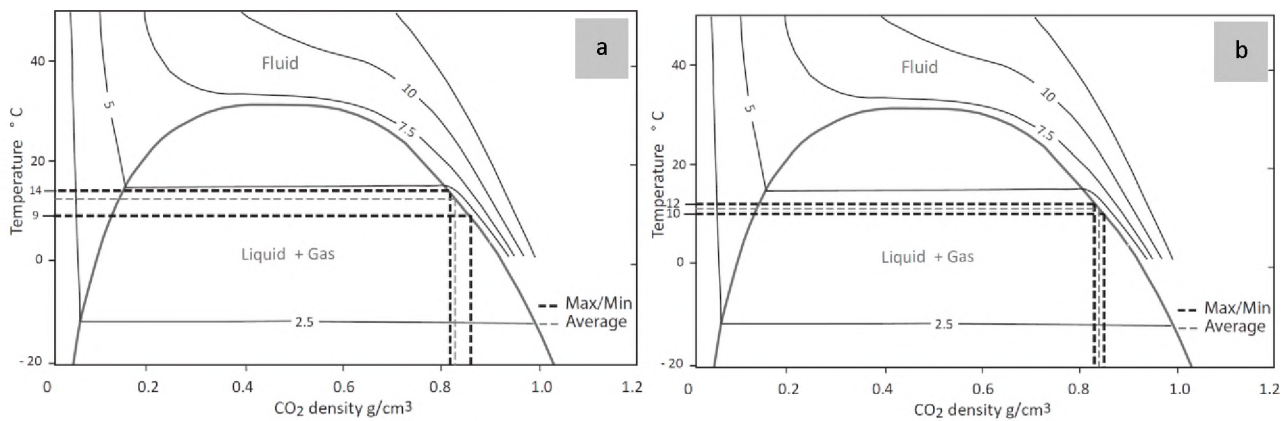 a
Fluid
10
7.5
5
Liquid + Gas
2.5
Max/Min
Average
40
20
14
9
0
-20
Temperature °C
0 0.2 0.4 0.6 0.8 1.0 1.2
CO2 density g/cm3
b
Fluid
10
7.5
5
Liquid + Gas
2.5
Max/Min
Average
40
20
12
10
0
-20
Temperature °C
0 0.2 0.4 0.6 0.8 1.0 1.2
CO2 density g/cm3